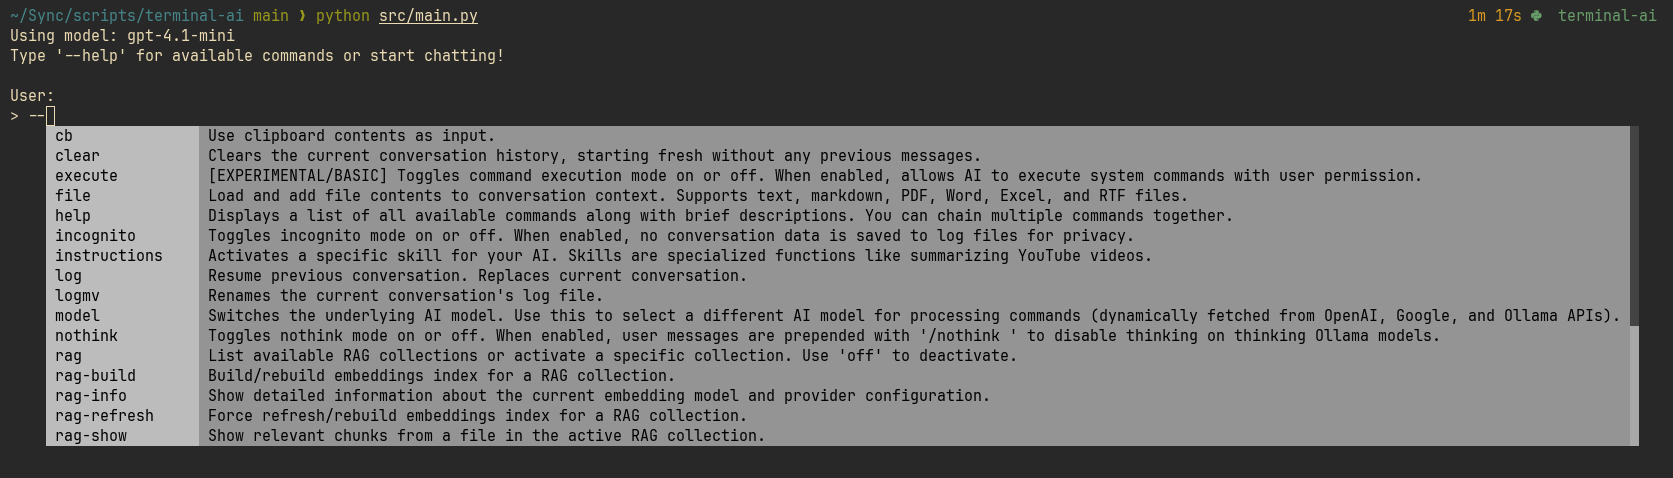 ~/Sync/scripts/terminal-ai main ❱ python src/main.py 1m 17s terminal-ai
Using model: gpt-4.1-mini
Type '--help' for available commands or start chatting!
User:
> --
cb Use clipboard contents as input.
clear Clears the current conversation history, starting fresh without any previous messages.
execute [EXPERIMENTAL/BASIC] Toggles command execution mode on or off. When enabled, allows AI to execute system commands with user permission.
file Load and add file contents to conversation context. Supports text, markdown, PDF, Word, Excel, and RTF files.
help Displays a list of all available commands along with brief descriptions. You can chain multiple commands together.
incognito Toggles incognito mode on or off. When enabled, no conversation data is saved to log files for privacy.
instructions Activates a specific skill for your AI. Skills are specialized functions like summarizing YouTube videos.
log Resume previous conversation. Replaces current conversation.
logmv Renames the current conversation's log file.
model Switches the underlying AI model. Use this to select a different AI model for processing commands (dynamically fetched from OpenAI, Google, and Ollama APIs).
nothink Toggles nothink mode on or off. When enabled, user messages are prepended with '/nothink ' to disable thinking on thinking Ollama models.
rag List available RAG collections or activate a specific collection. Use 'off' to deactivate.
rag-build Build/rebuild embeddings index for a RAG collection.
rag-info Show detailed information about the current embedding model and provider configuration.
rag-refresh Force refresh/rebuild embeddings index for a RAG collection.
rag-show Show relevant chunks from a file in the active RAG collection.